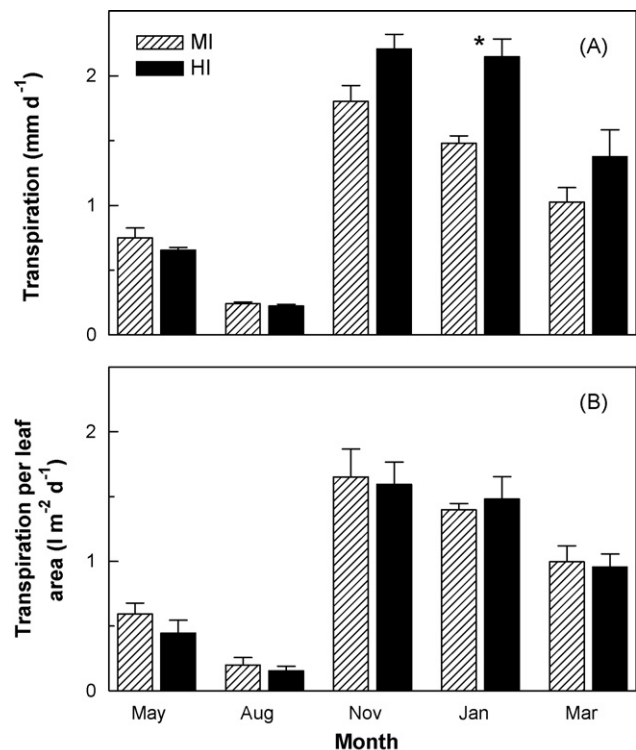 MI
HI
(A)
*
Transpiration (mm d⁻¹)
2
1
0
(B)
Transpiration per leaf
area (l m⁻² d⁻¹)
2
1
0
May Aug Nov Jan Mar
Month